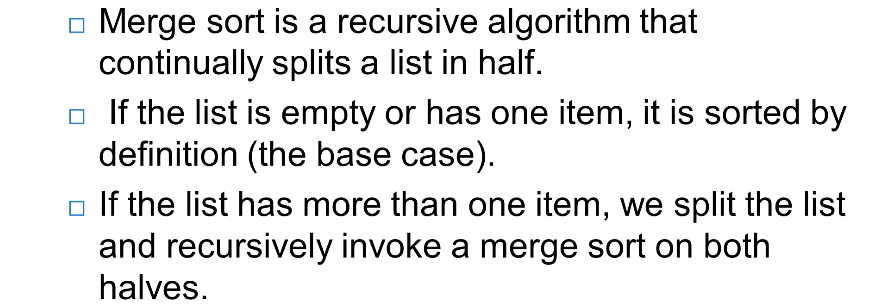 Merge sort is a recursive algorithm that
continually splits a list in half.
If the list is empty or has one item, it is sorted by
definition (the base case).
If the list has more than one item, we split the list
and recursively invoke a merge sort on both
halves.